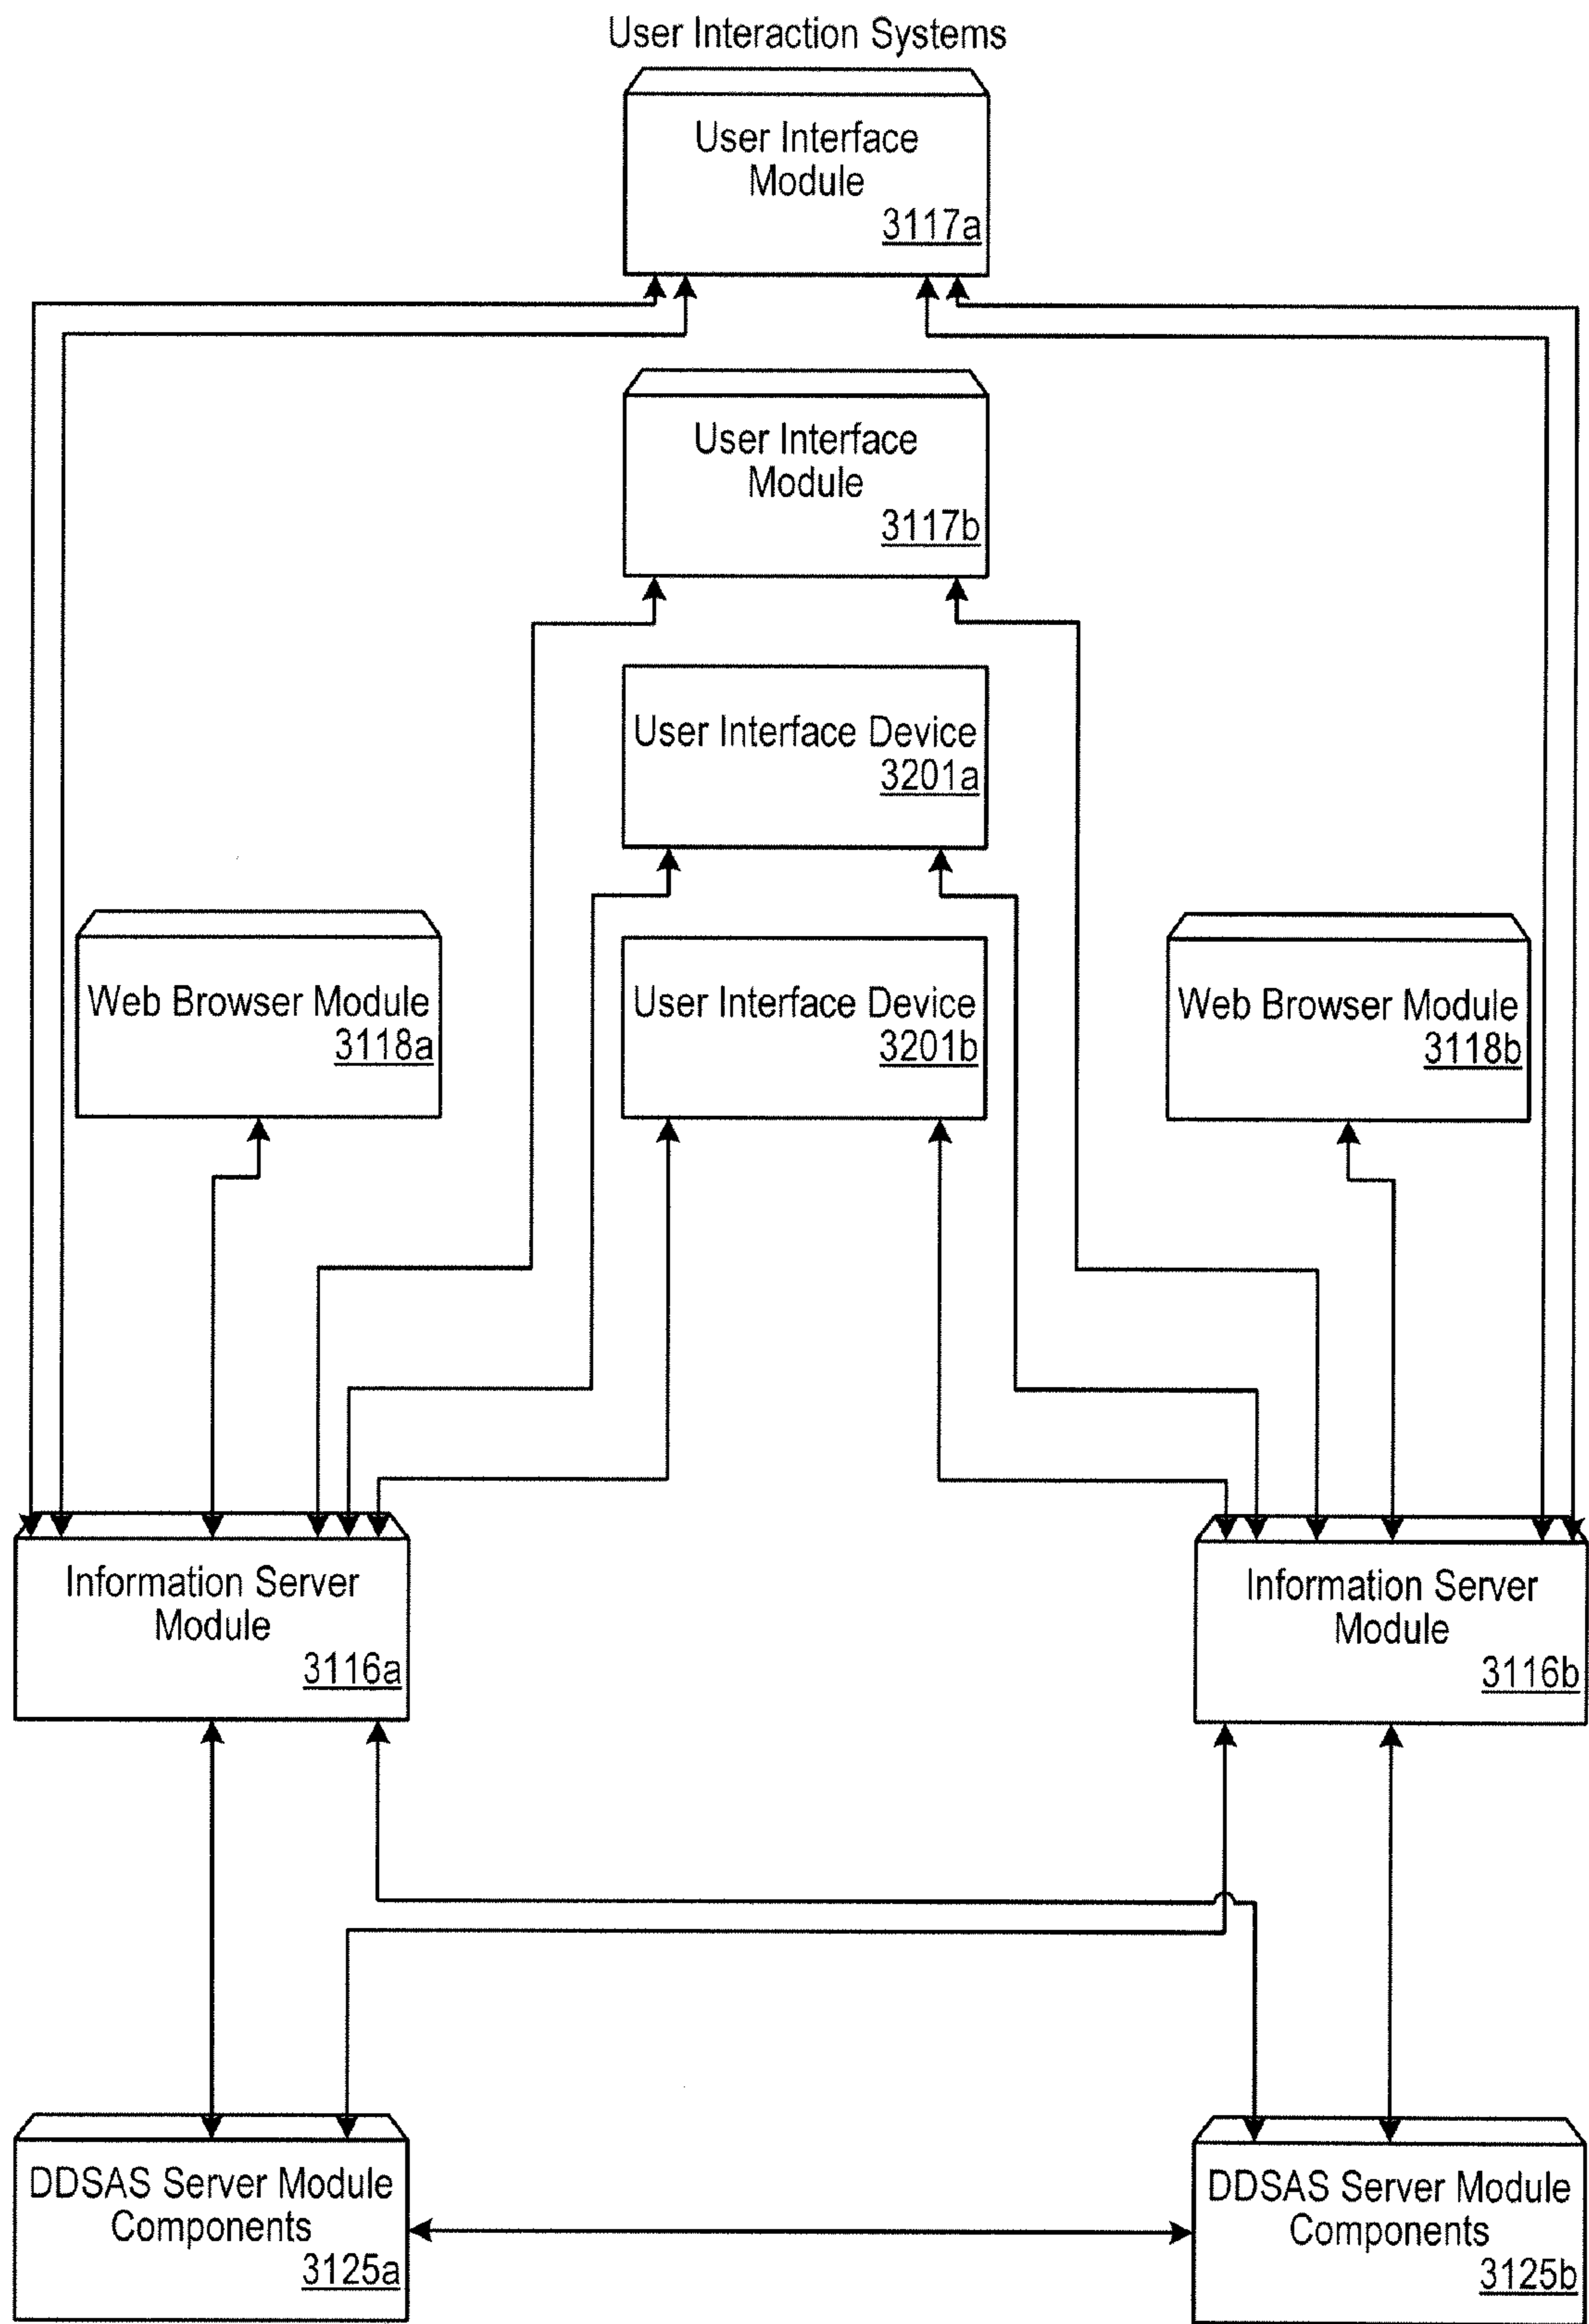 User Interaction Systems
User Interface
Module
3117a
User Interface
Module
3117b
User Interface Device
3201a
Web Browser Module
3118a
User Interface Device
3201b
Web Browser Module
3118b
Information Server
Module
3116a
Information Server
Module
3116b
DDSAS Server Module
Components
3125a
DDSAS Server Module
Components
3125b